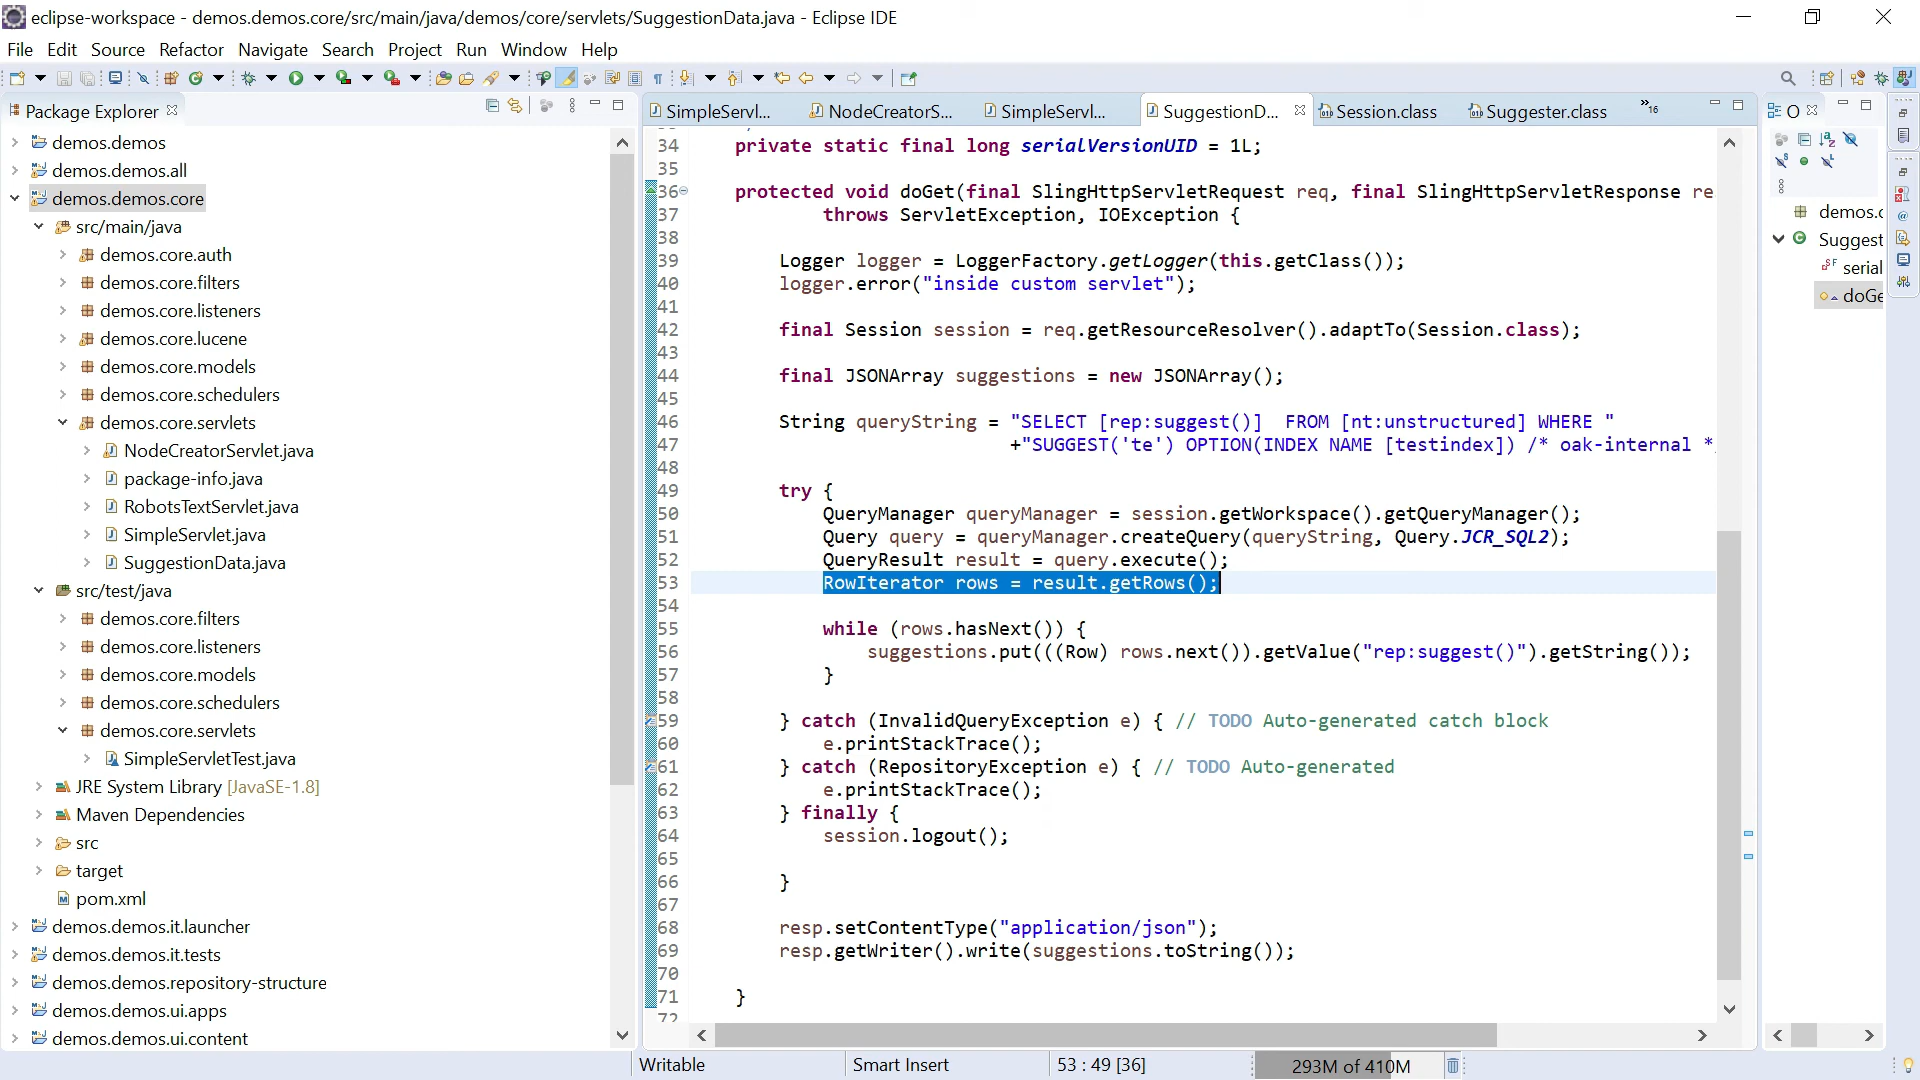 eclipse-workspace - demos.demos.core/src/main/java/demos/core/servlets/SuggestionData.java - Eclipse IDE
File Edit Source Refactor Navigate Search Project Run Window Help
Package Explorer
demos.demos
demos.demos.all
demos.demos.core
src/main/java
demos.core.auth
demos.core.filters
demos.core.listeners
demos.core.lucene
demos.core.models
demos.core.schedulers
demos.core.servlets
NodeCreatorServlet.java
package-info.java
RobotsTextServlet.java
SimpleServlet.java
SuggestionData.java
src/test/java
demos.core.filters
demos.core.listeners
demos.core.models
demos.core.schedulers
demos.core.servlets
SimpleServletTest.java
JRE System Library [JavaSE-1.8]
Maven Dependencies
src
target
pom.xml
demos.demos.it.launcher
demos.demos.it.tests
demos.demos.repository-structure
demos.demos.ui.apps
demos.demos.ui.content
SimpleServl... NodeCreatorS... SimpleServl... SuggestionD... Session.class Suggester.class »16
34 private static final long serialVersionUID = 1L;
35
36 protected void doGet(final SlingHttpServletRequest req, final SlingHttpServletResponse re
37 throws ServletException, IOException {
38
39 Logger logger = LoggerFactory.getLogger(this.getClass());
40 logger.error("inside custom servlet");
41
42 final Session session = req.getResourceResolver().adaptTo(Session.class);
43
44 final JSONArray suggestions = new JSONArray();
45
46 String queryString = "SELECT [rep:suggest()]  FROM [nt:unstructured] WHERE "
47 +"SUGGEST('te') OPTION(INDEX NAME [testindex]) /* oak-internal *
48
49 try {
50 QueryManager queryManager = session.getWorkspace().getQueryManager();
51 Query query = queryManager.createQuery(queryString, Query.JCR_SQL2);
52 QueryResult result = query.execute();
53 RowIterator rows = result.getRows();
54
55 while (rows.hasNext()) {
56 suggestions.put(((Row) rows.next()).getValue("rep:suggest()").getString());
57 }
58
59 } catch (InvalidQueryException e) { // TODO Auto-generated catch block
60 e.printStackTrace();
61 } catch (RepositoryException e) { // TODO Auto-generated
62 e.printStackTrace();
63 } finally {
64 session.logout();
65
66 }
67
68 resp.setContentType("application/json");
69 resp.getWriter().write(suggestions.toString());
70
71 }
72
O
demos.c
Suggest
SF serial
doGe
Writable Smart Insert 53 : 49 [36] 293M of 410M